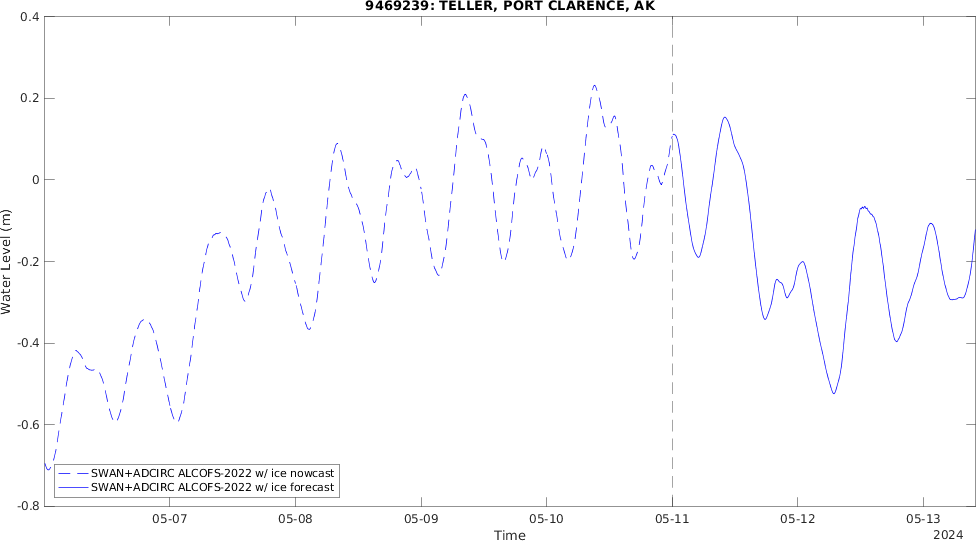 9469239: TELLER, PORT CLARENCE, AK
0.4
0.2
0
-0.2
-0.4
-0.6
-0.8
Water Level (m)
SWAN+ADCIRC ALCOFS-2022 w/ ice nowcast
SWAN+ADCIRC ALCOFS-2022 w/ ice forecast
05-07 05-08 05-09 05-10 05-11 05-12 05-13
Time
2024